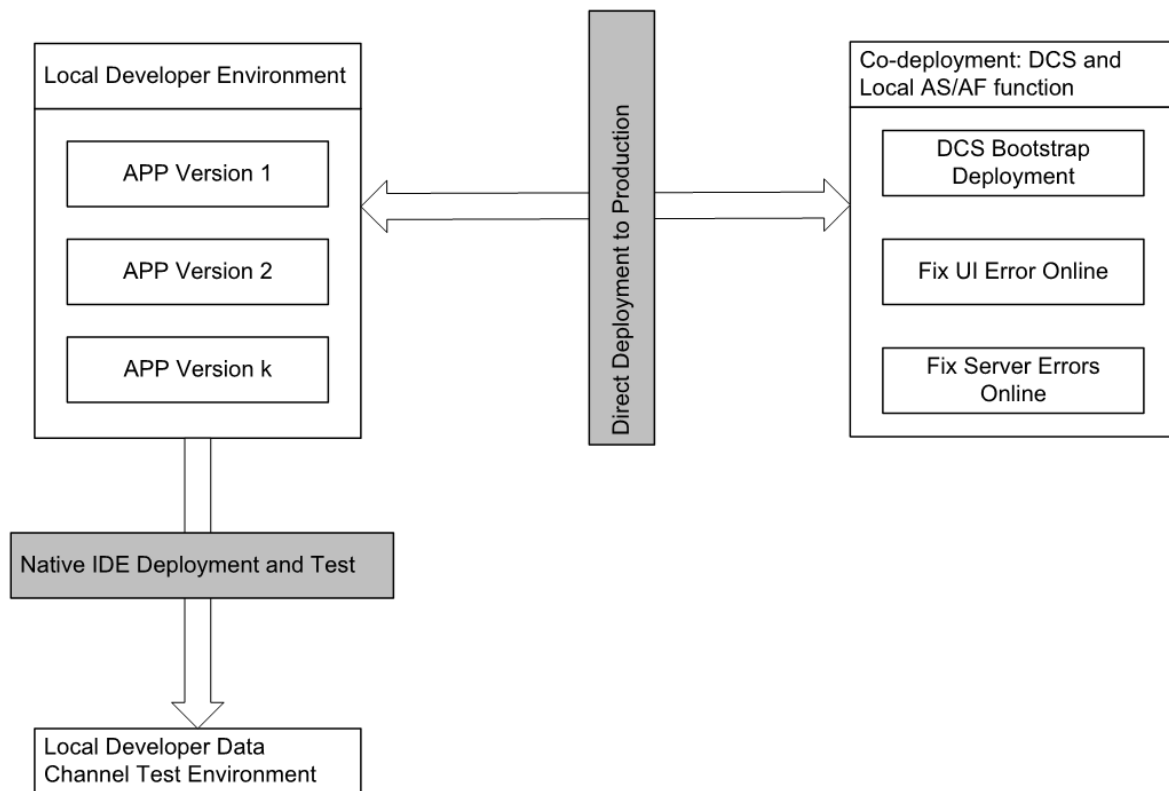 Local Developer Environment
APP Version 1
APP Version 2
APP Version k
Direct Deployment to Production
Co-deployment: DCS and
Local AS/AF function
DCS Bootstrap
Deployment
Fix UI Error Online
Fix Server Errors
Online
Native IDE Deployment and Test
Local Developer Data
Channel Test Environment